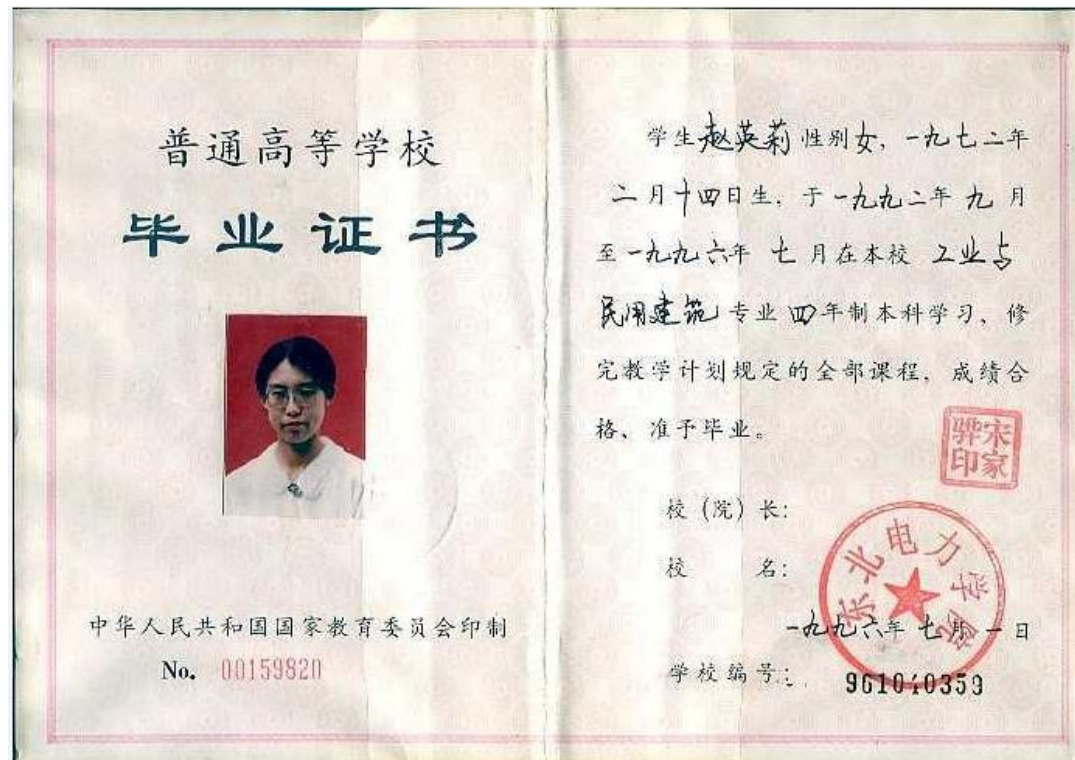 普通高等学校
毕业证书
中华人民共和国国家教育委员会印制
No. 00159820
学生赵英莉性别女，一九七二年
二月十四日生，于一九九二年九月
至一九九六年七月在本校工业与
民用建筑专业四年制本科学习、修
完教学计划规定的全部课程，成绩合
格、准予毕业。
宋家骅印
校（院）长：
校名：
东北电力学院
一九九六年七月一日
学校编号：961040359